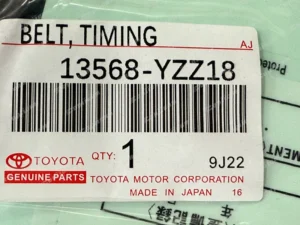 BELT, TIMING
AJ
13568-YZZ18
TOYOTA
QTY: 1
9J22
GENUINE PARTS
TOYOTA MOTOR CORPORATION
MADE IN JAPAN 16